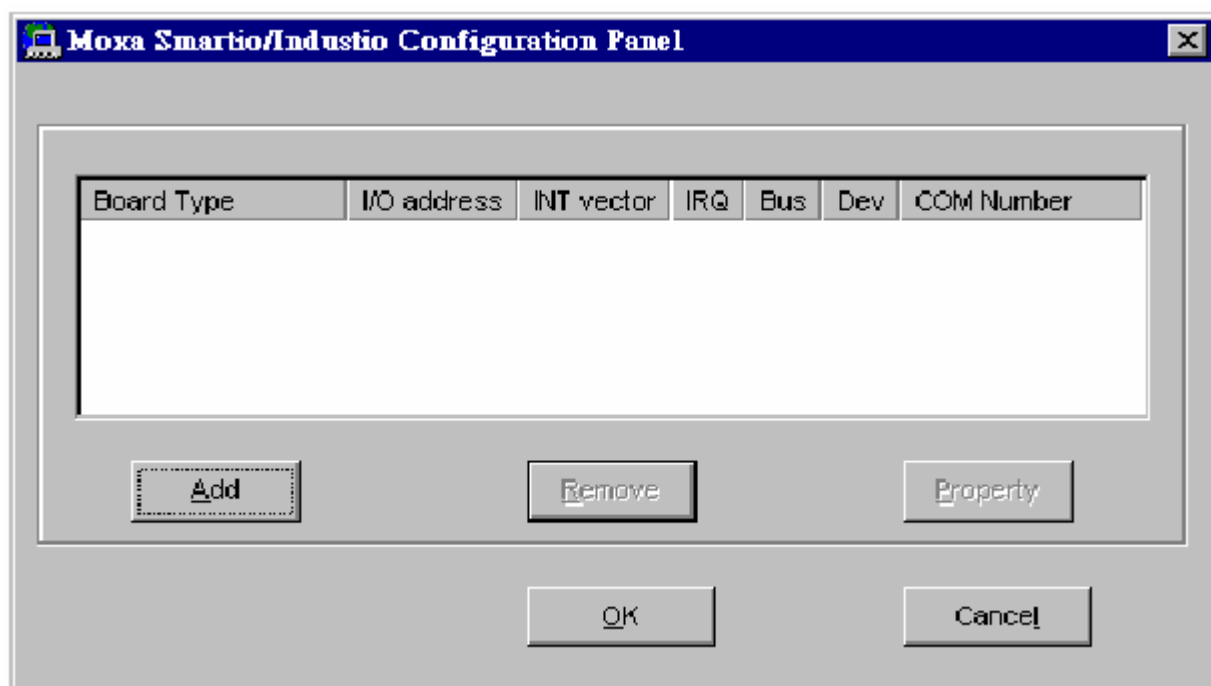 Moxa Smartio/Industio Configuration Panel
Board Type I/O address INT vector IRQ Bus Dev COM Number
Add Remove Property
OK Cancel